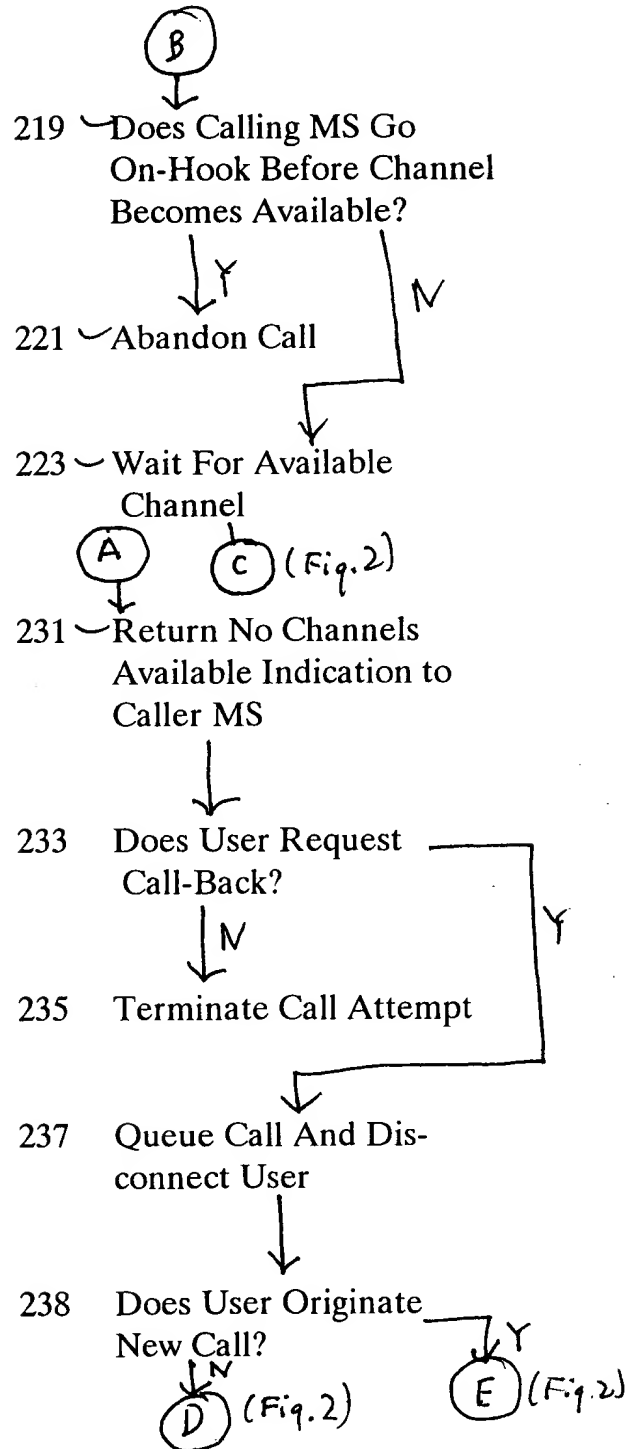 B
219 Does Calling MS Go
On-Hook Before Channel
Becomes Available?
Y
N
221 Abandon Call
223 Wait For Available
Channel
A
C (Fig.2)
231 Return No Channels
Available Indication to
Caller MS
233 Does User Request
Call-Back?
N
Y
235 Terminate Call Attempt
237 Queue Call And Dis-
connect User
238 Does User Originate
New Call?
Y
N
D (Fig.2)
E (Fig.2)